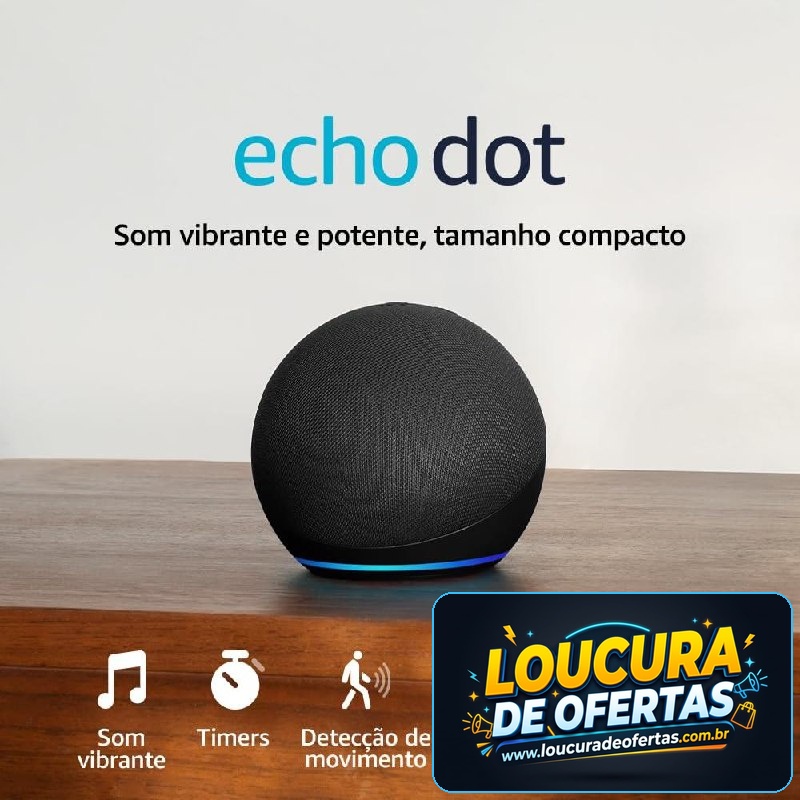 echo dot
Som vibrante e potente, tamanho compacto
Som
vibrante
Timers
Detecção de
movimento
LOUCURA
DE OFERTAS
www.loucuradeofertas.com.br